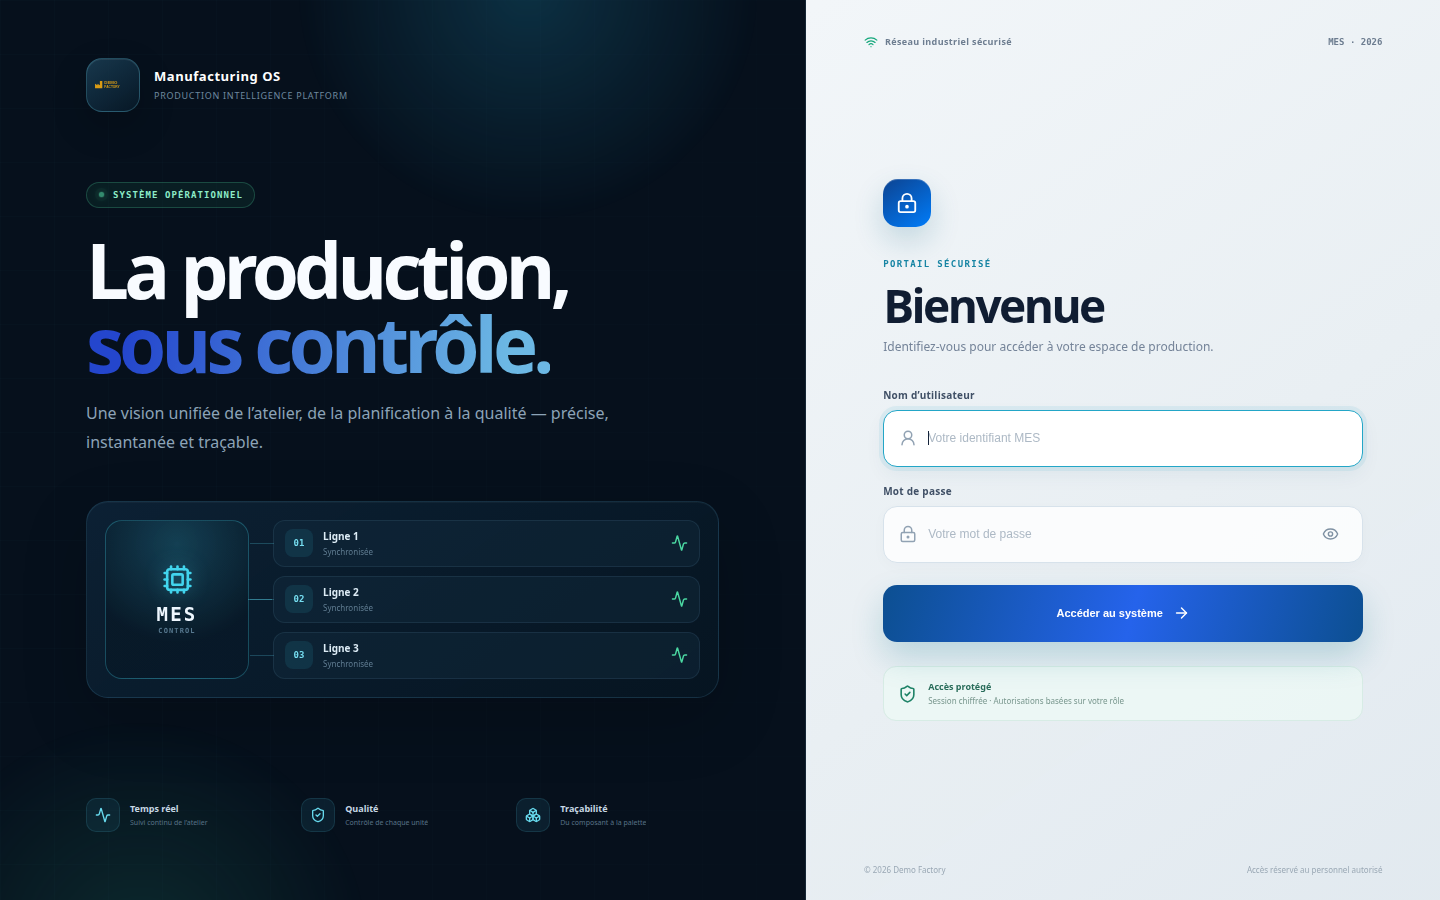 DEMO
FACTORY
Manufacturing OS
PRODUCTION INTELLIGENCE PLATFORM
SYSTÈME OPÉRATIONNEL
La production,
sous contrôle.
Une vision unifiée de l’atelier, de la planification à la qualité — précise,
instantanée et traçable.
MES
CONTROL
01
Ligne 1
Synchronisée
02
Ligne 2
Synchronisée
03
Ligne 3
Synchronisée
Temps réel
Suivi continu de l’atelier
Qualité
Contrôle de chaque unité
Traçabilité
Du composant à la palette
Réseau industriel sécurisé
MES · 2026
PORTAIL SÉCURISÉ
Bienvenue
Identifiez-vous pour accéder à votre espace de production.
Nom d’utilisateur
Votre identifiant MES
Mot de passe
Votre mot de passe
Accéder au système
Accès protégé
Session chiffrée · Autorisations basées sur votre rôle
© 2026 Demo Factory
Accès réservé au personnel autorisé